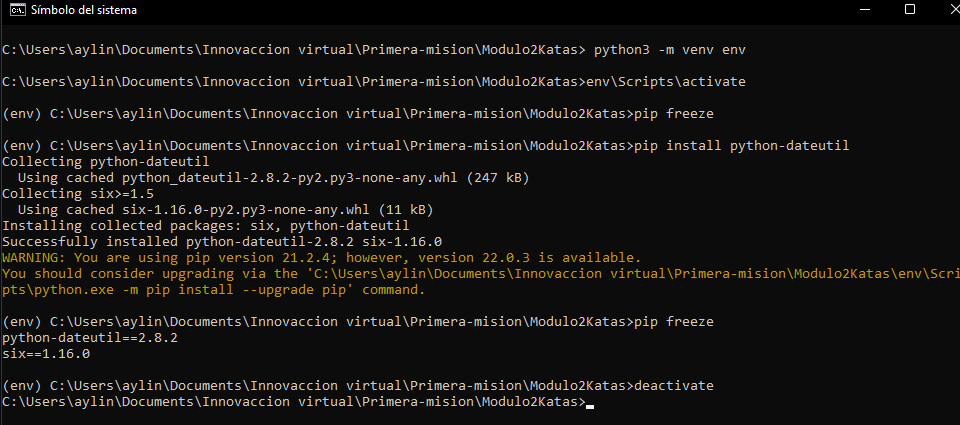 Símbolo del sistema
C:\Users\aylin\Documents\Innovaccion virtual\Primera-mision\Modulo2Katas> python3 -m venv env
C:\Users\aylin\Documents\Innovaccion virtual\Primera-mision\Modulo2Katas>env\Scripts\activate
(env) C:\Users\aylin\Documents\Innovaccion virtual\Primera-mision\Modulo2Katas>pip freeze
(env) C:\Users\aylin\Documents\Innovaccion virtual\Primera-mision\Modulo2Katas>pip install python-dateutil
Collecting python-dateutil
  Using cached python_dateutil-2.8.2-py2.py3-none-any.whl (247 kB)
Collecting six>=1.5
  Using cached six-1.16.0-py2.py3-none-any.whl (11 kB)
Installing collected packages: six, python-dateutil
Successfully installed python-dateutil-2.8.2 six-1.16.0
WARNING: You are using pip version 21.2.4; however, version 22.0.3 is available.
You should consider upgrading via the 'C:\Users\aylin\Documents\Innovaccion virtual\Primera-mision\Modulo2Katas\env\Scri
pts\python.exe -m pip install --upgrade pip' command.
(env) C:\Users\aylin\Documents\Innovaccion virtual\Primera-mision\Modulo2Katas>pip freeze
python-dateutil==2.8.2
six==1.16.0
(env) C:\Users\aylin\Documents\Innovaccion virtual\Primera-mision\Modulo2Katas>deactivate
C:\Users\aylin\Documents\Innovaccion virtual\Primera-mision\Modulo2Katas>